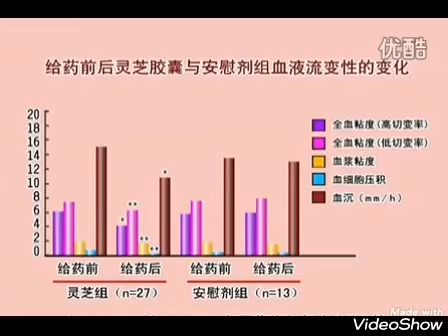 优酷
给药前后灵芝胶囊与安慰剂组血液流变性的变化
20
18
16
14
12
10
8
6
4
2
0
全血粘度(高切变率)
全血粘度(低切变率)
血浆粘度
血细胞压积
血沉(mm/h)
给药前 给药后 给药前 给药后
灵芝组(n=27) 安慰剂组(n=13)
Made with
VideoShow